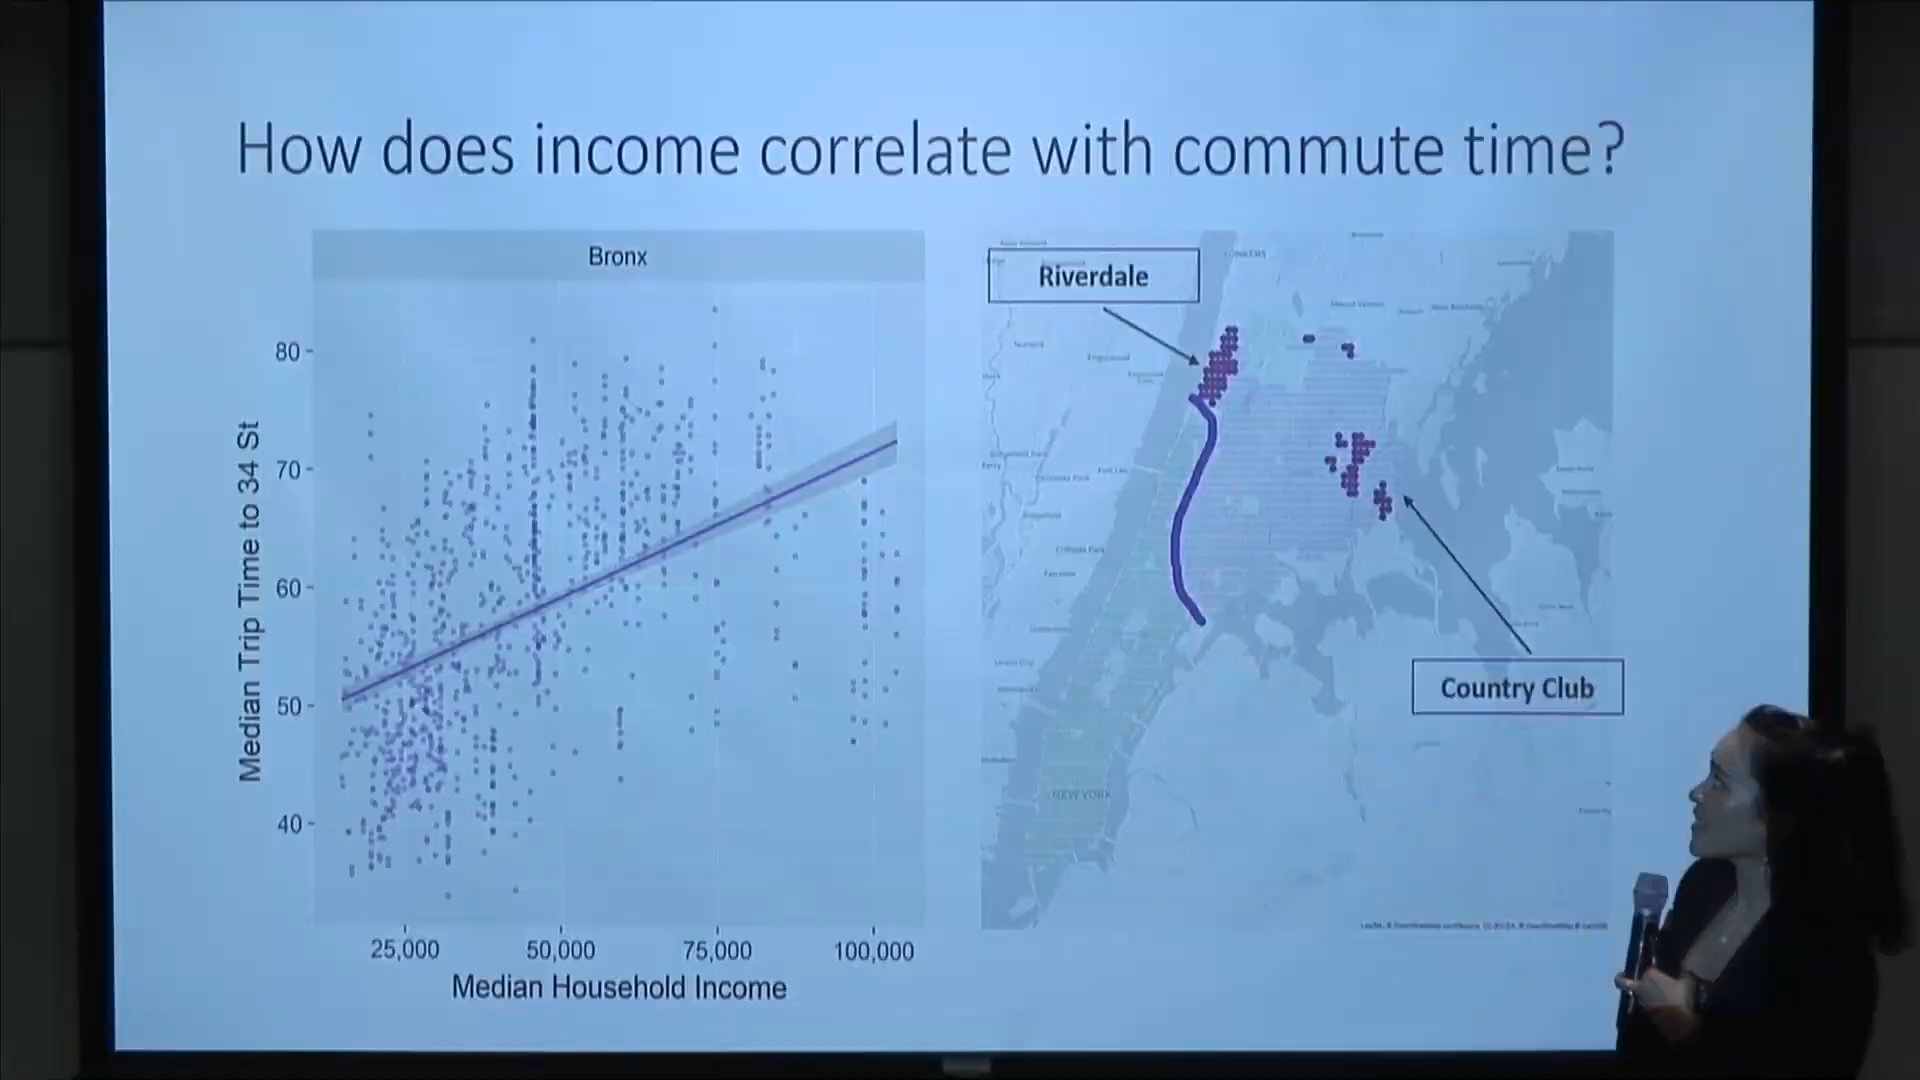 How does income correlate with commute time?
Bronx
Median Trip Time to 34 St
80
70
60
50
40
25,000
50,000
75,000
100,000
Median Household Income
Riverdale
Country Club
NEW YORK